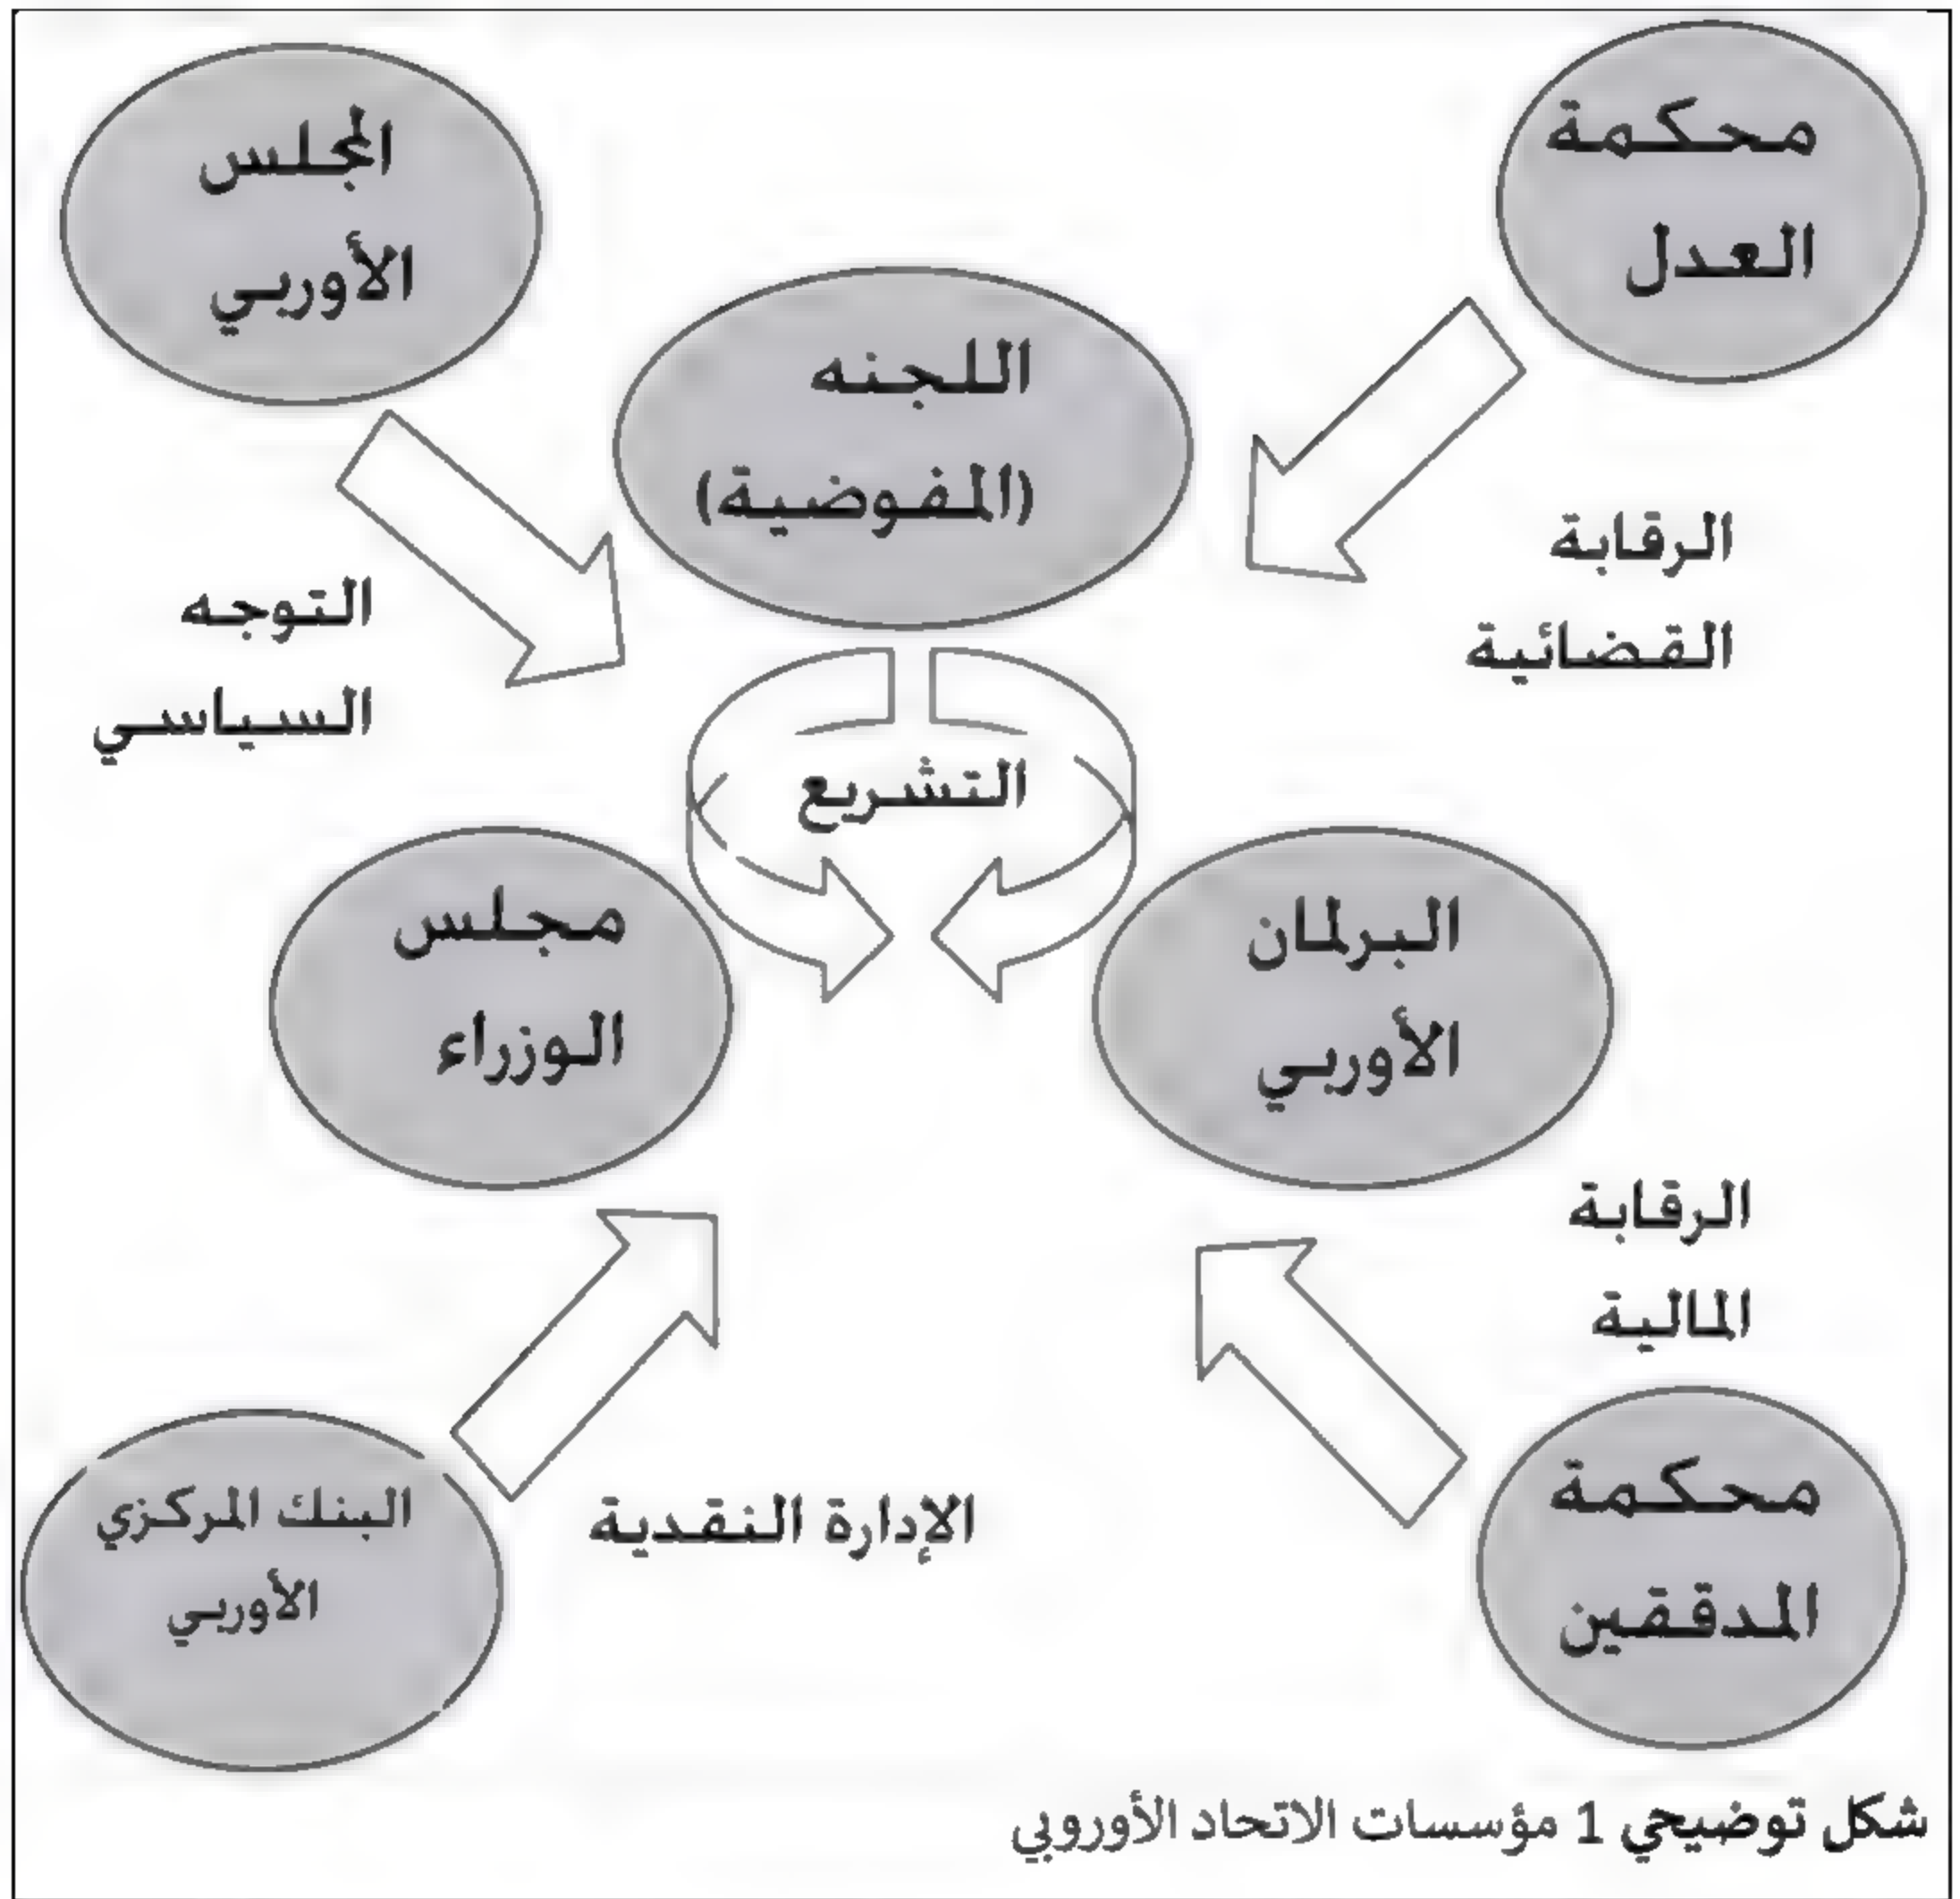 محكمة
العدل
المجلس
الأوربي
اللجنه
(المفوضية)
الرقابة
القضائية
التوجه
السياسي
التشريع
البرلمان
الأوربي
مجلس
الوزراء
الرقابة
المالية
محكمة
المدققين
الإدارة النقدية
البنك المركزي
الأوربي
شكل توضيحي 1 مؤسسات الاتحاد الأوروبي